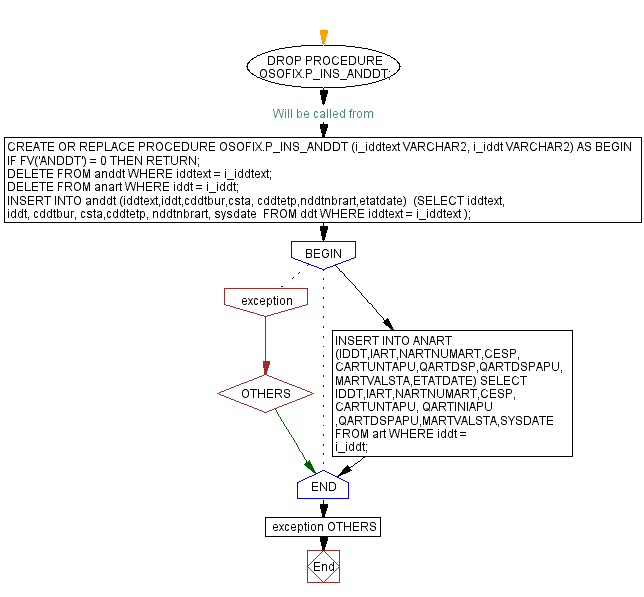 DROP PROCEDURE
OSOFIX.P_INS_ANDDT;
Will be called from
CREATE OR REPLACE PROCEDURE OSOFIX.P_INS_ANDDT (i_iddtext VARCHAR2, i_iddt VARCHAR2) AS BEGIN
IF FV('ANDDT') = 0 THEN RETURN;
DELETE FROM anddt WHERE iddtext = i_iddtext;
DELETE FROM anart WHERE iddt = i_iddt;
INSERT INTO anddt (iddtext,iddt,cddtbur,csta, cddtetp,nddtnbrart,etatdate)  (SELECT iddtext,
iddt, cddtbur, csta,cddtetp, nddtnbrart, sysdate  FROM ddt WHERE iddtext = i_iddtext );
BEGIN
exception
OTHERS
INSERT INTO ANART
(IDDT,IART,NARTNUMART,CESP,
CARTUNTAPU,QARTDSP,QARTDSPAPU,
MARTVALSTA,ETATDATE) SELECT
IDDT,IART,NARTNUMART,CESP,
CARTUNTAPU, QARTINIAPU
,QARTDSPAPU,MARTVALSTA,SYSDATE
FROM art WHERE iddt =
i_iddt;
END
exception OTHERS
End